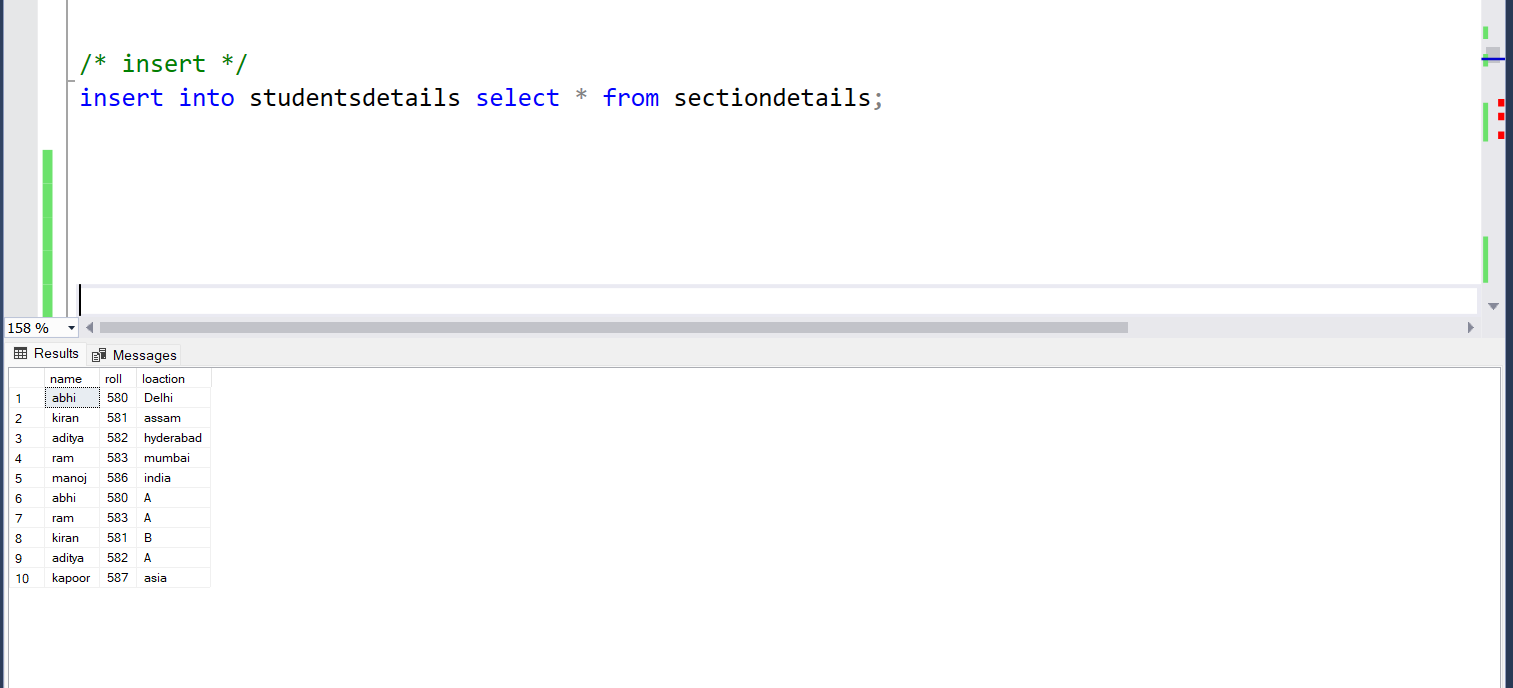 /* insert */
insert into studentsdetails select * from sectiondetails;
158 %
Results Messages
name roll loaction
1 abhi 580 Delhi
2 kiran 581 assam
3 aditya 582 hyderabad
4 ram 583 mumbai
5 manoj 586 india
6 abhi 580 A
7 ram 583 A
8 kiran 581 B
9 aditya 582 A
10 kapoor 587 asia